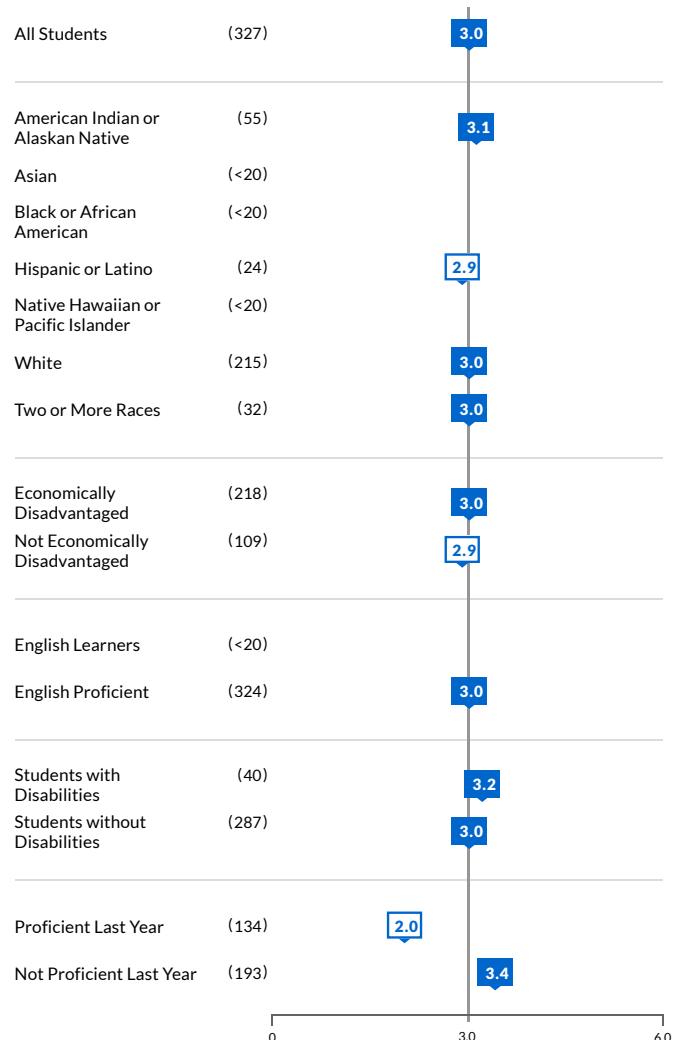 All Students (327) 3.0
American Indian or (55) 3.1
Alaskan Native
Asian (<20)
Black or African (<20)
American
Hispanic or Latino (24) 2.9
Native Hawaiian or (<20)
Pacific Islander
White (215) 3.0
Two or More Races (32) 3.0
Economically (218) 3.0
Disadvantaged
Not Economically (109) 2.9
Disadvantaged
English Learners (<20)
English Proficient (324) 3.0
Students with (40) 3.2
Disabilities
Students without (287) 3.0
Disabilities
Proficient Last Year (134) 2.0
Not Proficient Last Year (193) 3.4
0 3.0 6.0